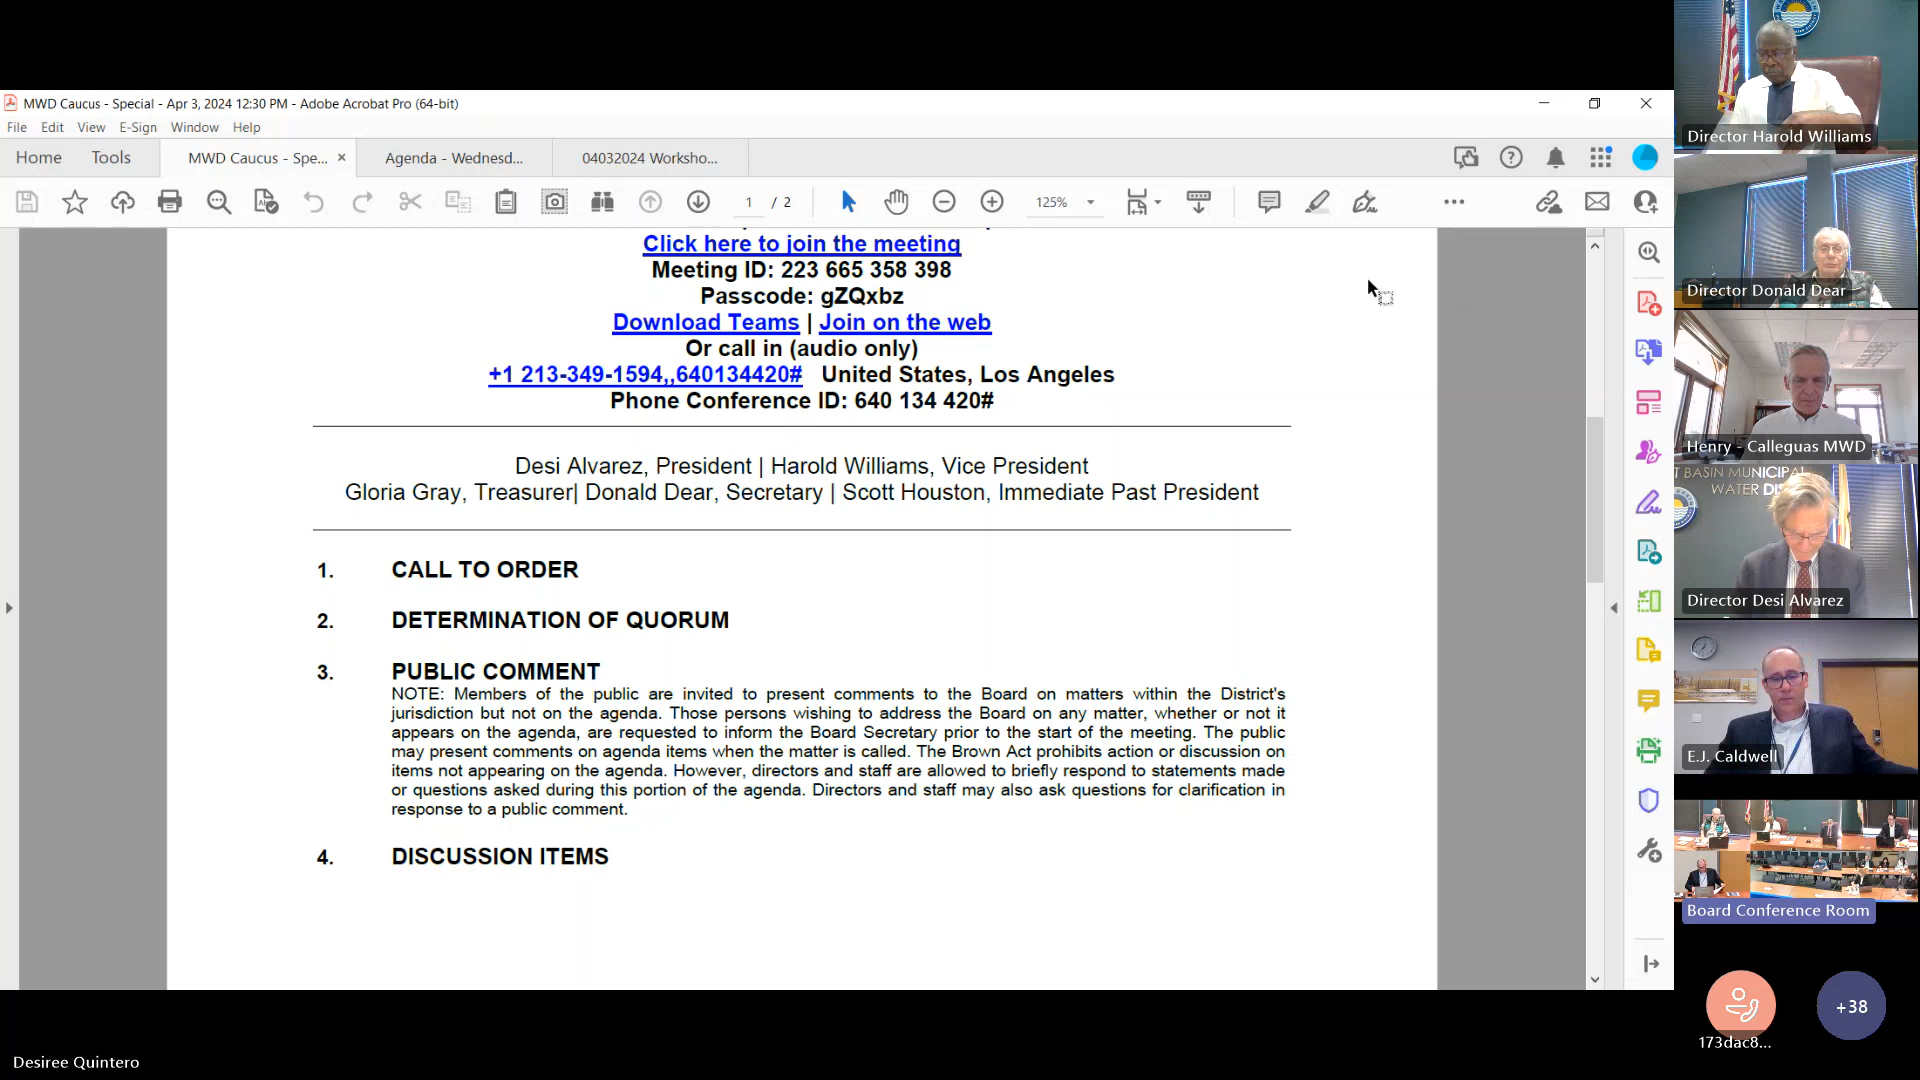 MWD Caucus - Special - Apr 3, 2024 12:30 PM - Adobe Acrobat Pro (64-bit)
File Edit View E-Sign Window Help
Home Tools MWD Caucus - Spe... Agenda - Wednesd... 04032024 Worksho...
1 / 2 125%
Click here to join the meeting
Meeting ID: 223 665 358 398
Passcode: gZQxbz
Download Teams | Join on the web
Or call in (audio only)
+1 213-349-1594,,640134420# United States, Los Angeles
Phone Conference ID: 640 134 420#
Desi Alvarez, President | Harold Williams, Vice President
Gloria Gray, Treasurer| Donald Dear, Secretary | Scott Houston, Immediate Past President
1. CALL TO ORDER
2. DETERMINATION OF QUORUM
3. PUBLIC COMMENT
NOTE: Members of the public are invited to present comments to the Board on matters within the District's
jurisdiction but not on the agenda. Those persons wishing to address the Board on any matter, whether or not it
appears on the agenda, are requested to inform the Board Secretary prior to the start of the meeting. The public
may present comments on agenda items when the matter is called. The Brown Act prohibits action or discussion on
items not appearing on the agenda. However, directors and staff are allowed to briefly respond to statements made
or questions asked during this portion of the agenda. Directors and staff may also ask questions for clarification in
response to a public comment.
4. DISCUSSION ITEMS
Director Harold Williams
Director Donald Dear
Henry - Calleguas MWD
T BASIN MUNICIPAL
WATER DIS
Director Desi Alvarez
E.J. Caldwell
Board Conference Room
+38
173dac8...
Desiree Quintero